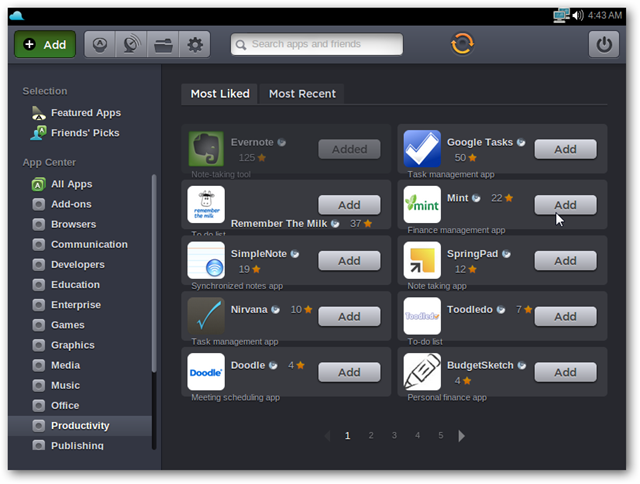 4:43 AM
Add
Search apps and friends
Selection
Featured Apps
Friends' Picks
App Center
All Apps
Add-ons
Browsers
Communication
Developers
Education
Enterprise
Games
Graphics
Media
Music
Office
Productivity
Publishing
Most Liked
Most Recent
Evernote
125
Added
Note-taking tool
Google Tasks
50
Add
Task management app
remember
the milk
Remember The Milk 37
Add
To do list
mint
Mint 22
Add
Finance management app
SimpleNote
19
Add
Synchronized notes app
SpringPad
12
Add
Note taking app
Nirvana 10
Add
Task management app
Toodledo
Toodledo 7
Add
To-do list
Doodle
Doodle 4
Add
Meeting scheduling app
BudgetSketch
4
Add
Personal finance app
1 2 3 4 5